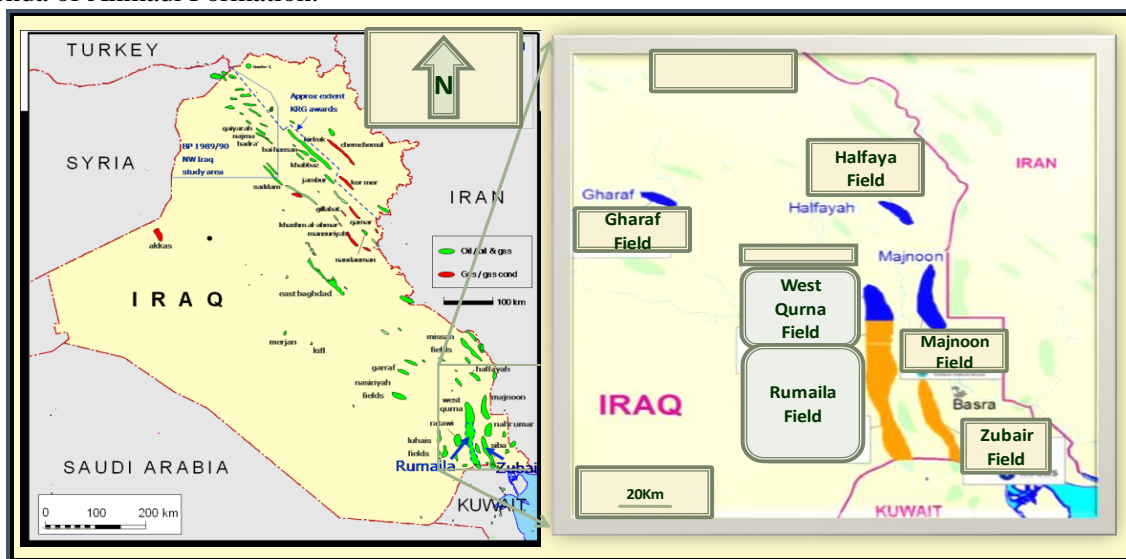 TURKEY
N
Approx extent
KRG awards
qaiyarah
najma
badra'
kirkuk
chemchemal
bai hassan
khabbaz
BP 1989/90
NW Iraq
study area
SYRIA
jambur
kor mor
saddam
IRAN
gillabat
qamar
khashm al-ahmar
mansuriyah
naudauman
akkas
Oil / oil & gas
Gas / gas cond
100 km
IRAQ
east baghdad
merjan
kifl
missan
fields
garraf
halfayah
nasiriyah
fields
west
qurna
majnoon
ratawi
nahr umar
luhais
fields
siba
Rumaila
Zubai
SAUDI ARABIA
KUWAIT
0 100 200 km
Halfaya
Field
IRAN
Gharaf
Halfayah
Gharaf
Field
Majnoon
West
Qurna
Field
Majnoon
Field
Rumaila
Field
IRAQ
Basra
Zubair
Field
20Km
KUWAIT